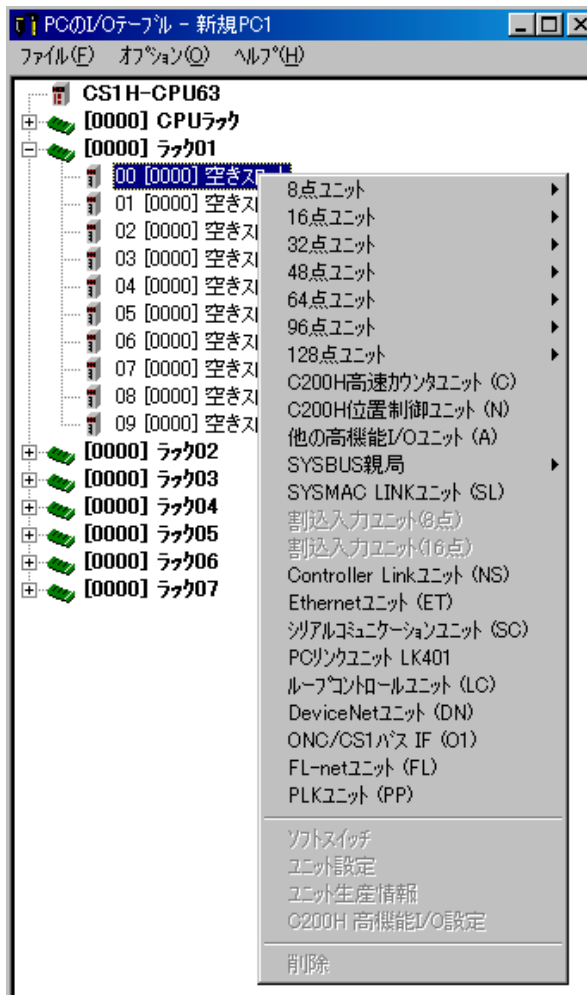 PCのI/Oテーブル - 新規PC1
ファイル(F) オプション(O) ヘルプ(H)
CS1H-CPU63
[0000] CPUラック
[0000] ラック01
00 [0000] 空きスロット
01 [0000] 空きス
02 [0000] 空きス
03 [0000] 空きス
04 [0000] 空きス
05 [0000] 空きス
06 [0000] 空きス
07 [0000] 空きス
08 [0000] 空きス
09 [0000] 空きス
[0000] ラック02
[0000] ラック03
[0000] ラック04
[0000] ラック05
[0000] ラック06
[0000] ラック07
8点ユニット
16点ユニット
32点ユニット
48点ユニット
64点ユニット
96点ユニット
128点ユニット
C200H高速カウンタユニット (C)
C200H位置制御ユニット (N)
他の高機能I/Oユニット (A)
SYSBUS親局
SYSMAC LINKユニット (SL)
割込入力ユニット(8点)
割込入力ユニット(16点)
Controller Linkユニット (NS)
Ethernetユニット (ET)
シリアルコミュニケーションユニット (SC)
PCリンクユニット LK401
ループコントロールユニット (LC)
DeviceNetユニット (DN)
ONC/CS1バス IF (O1)
FL-netユニット (FL)
PLKユニット (PP)
ソフトスイッチ
ユニット設定
ユニット生産情報
C200H 高機能I/O設定
削除